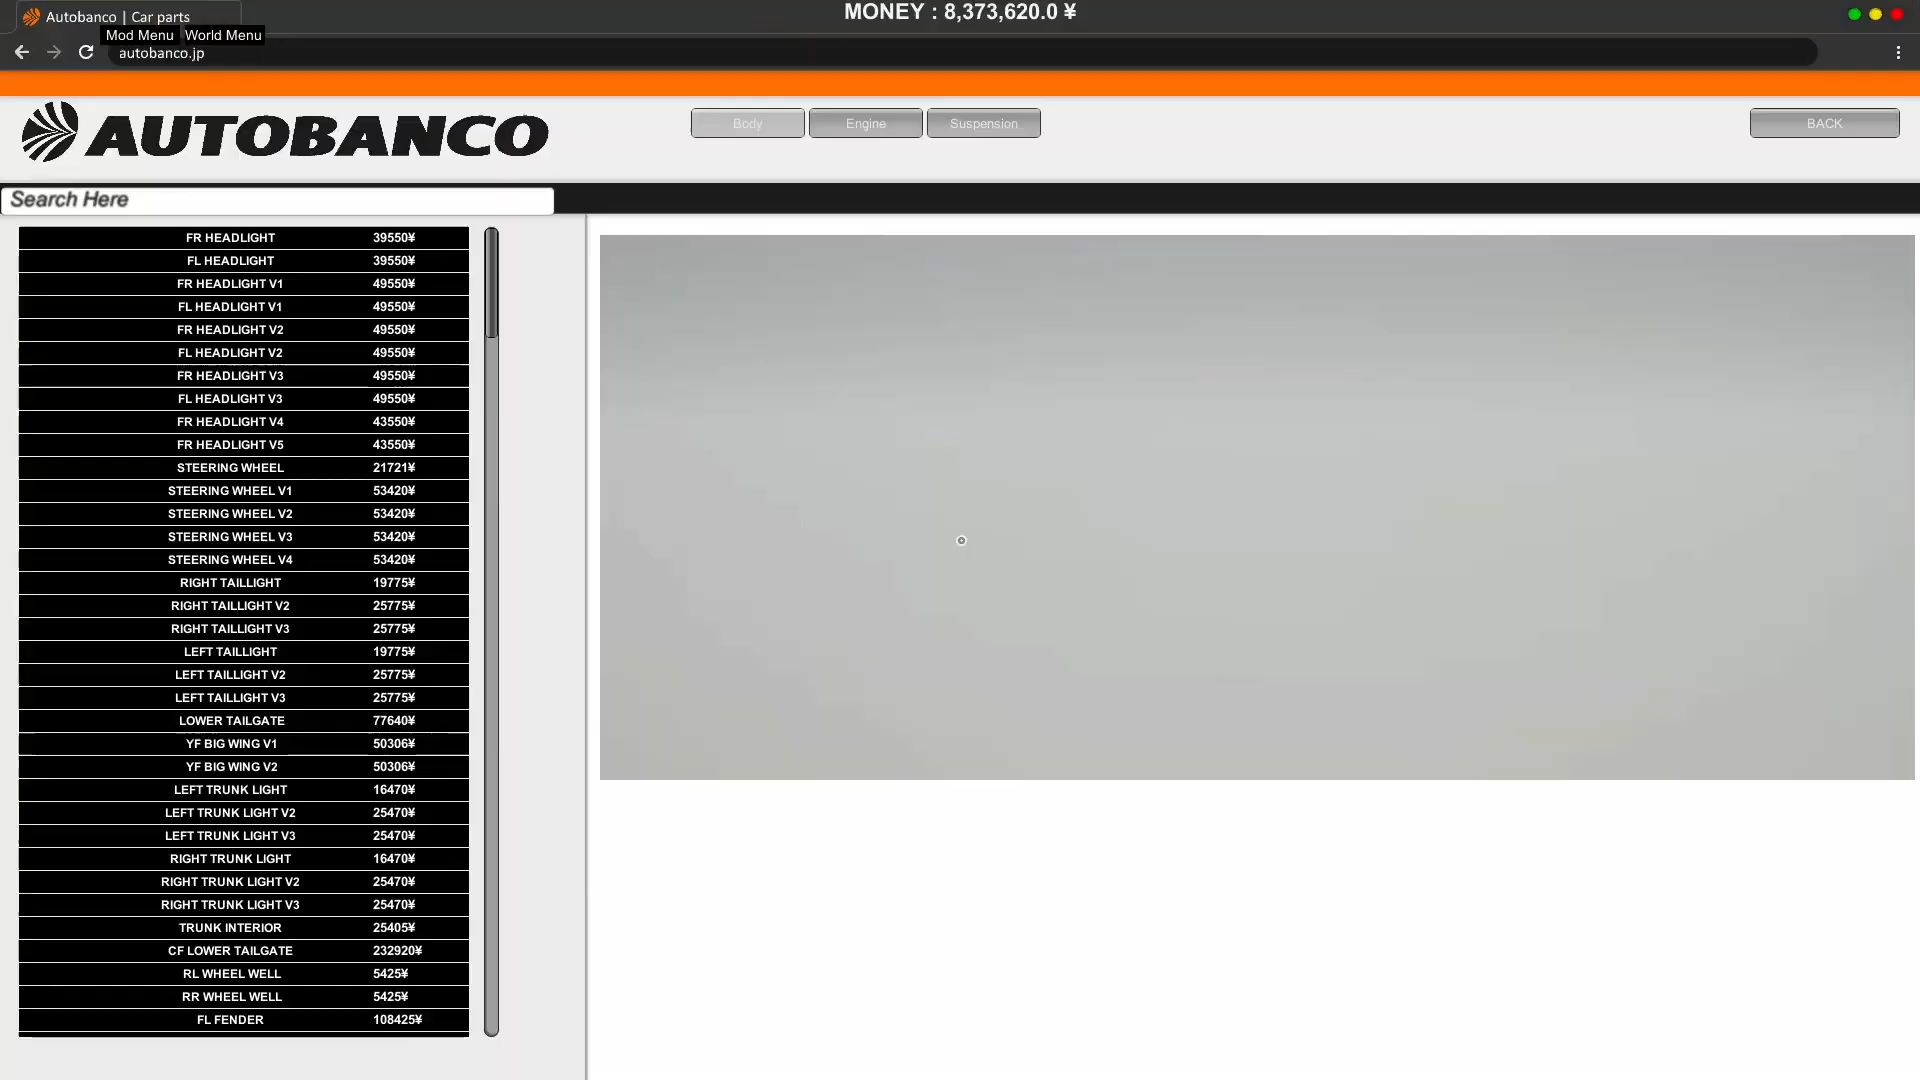 Autobanco | Car parts
MONEY : 8,373,620.0 ¥
Mod Menu World Menu
autobanco.jp
AUTOBANCO
Body Engine Suspension BACK
Search Here
FR HEADLIGHT 39550¥
FL HEADLIGHT 39550¥
FR HEADLIGHT V1 49550¥
FL HEADLIGHT V1 49550¥
FR HEADLIGHT V2 49550¥
FL HEADLIGHT V2 49550¥
FR HEADLIGHT V3 49550¥
FL HEADLIGHT V3 49550¥
FR HEADLIGHT V4 43550¥
FR HEADLIGHT V5 43550¥
STEERING WHEEL 21721¥
STEERING WHEEL V1 53420¥
STEERING WHEEL V2 53420¥
STEERING WHEEL V3 53420¥
STEERING WHEEL V4 53420¥
RIGHT TAILLIGHT 19775¥
RIGHT TAILLIGHT V2 25775¥
RIGHT TAILLIGHT V3 25775¥
LEFT TAILLIGHT 19775¥
LEFT TAILLIGHT V2 25775¥
LEFT TAILLIGHT V3 25775¥
LOWER TAILGATE 77640¥
YF BIG WING V1 50306¥
YF BIG WING V2 50306¥
LEFT TRUNK LIGHT 16470¥
LEFT TRUNK LIGHT V2 25470¥
LEFT TRUNK LIGHT V3 25470¥
RIGHT TRUNK LIGHT 16470¥
RIGHT TRUNK LIGHT V2 25470¥
RIGHT TRUNK LIGHT V3 25470¥
TRUNK INTERIOR 25405¥
CF LOWER TAILGATE 232920¥
RL WHEEL WELL 5425¥
RR WHEEL WELL 5425¥
FL FENDER 108425¥